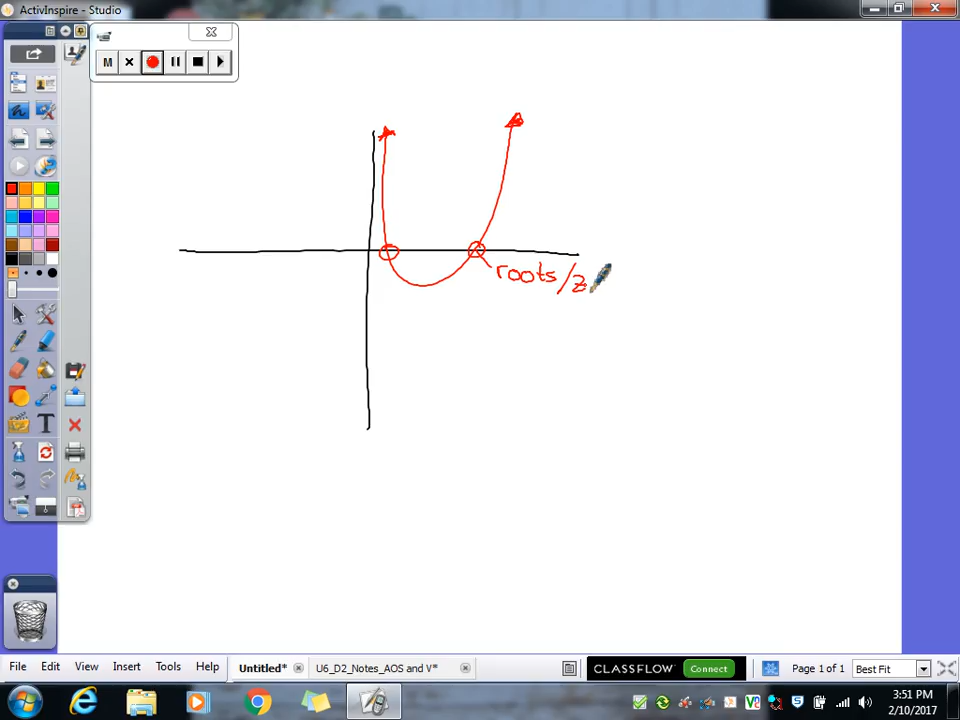 ActivInspire - Studio
M
roots/z
T
File Edit View Insert Tools Help Untitled* U6_D2_Notes_AOS and V* CLASSFLOW Connect Page 1 of 1 Best Fit
3:51 PM
2/10/2017